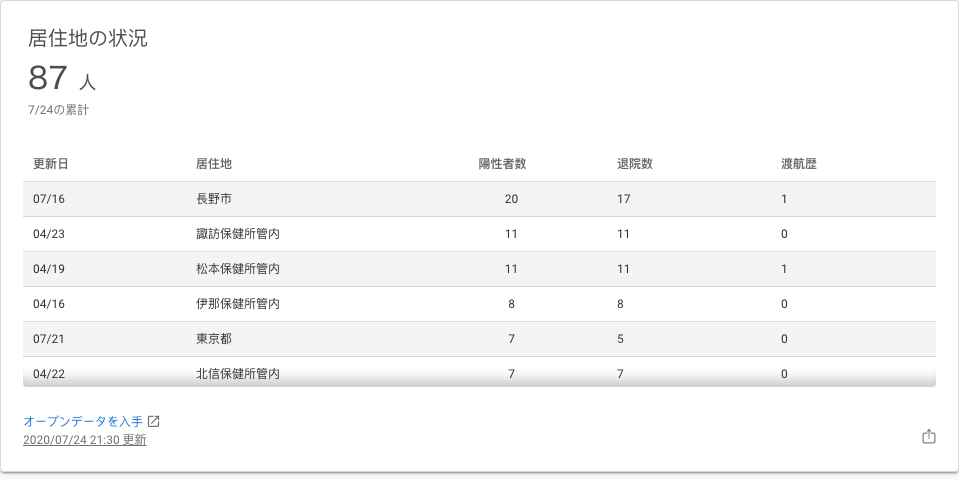 居住地の状況
87 人
7/24の累計
更新日 居住地 陽性者数 退院数 渡航歴
07/16 長野市 20 17 1
04/23 諏訪保健所管内 11 11 0
04/19 松本保健所管内 11 11 1
04/16 伊那保健所管内 8 8 0
07/21 東京都 7 5 0
04/22 北信保健所管内 7 7 0
オープンデータを入手
2020/07/24 21:30 更新